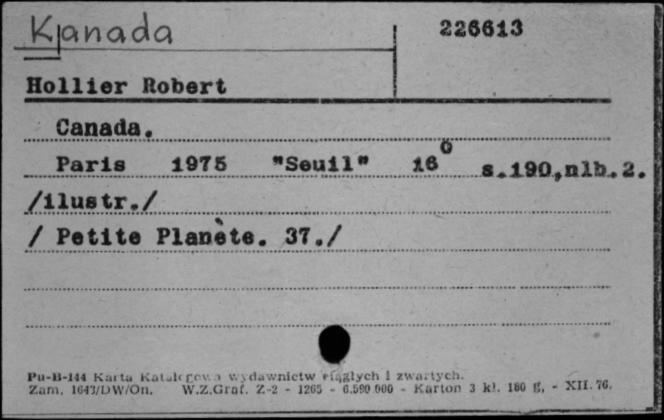 Kanada
226613
Hollier Robert
Canada.
Paris 1975 "Seuil" 16° s.190,nlb.2.
/ilustr./
/ Petite Planète. 37./
Pu-B-144 Karta Katalogowa wydawnictw ciągłych i zwartych.
Zam. 1643/DW/On. W.Z.Graf. Z-2 - 1265 - 6.500.000 - Karton 3 kl. 180 g. - XII. 76.